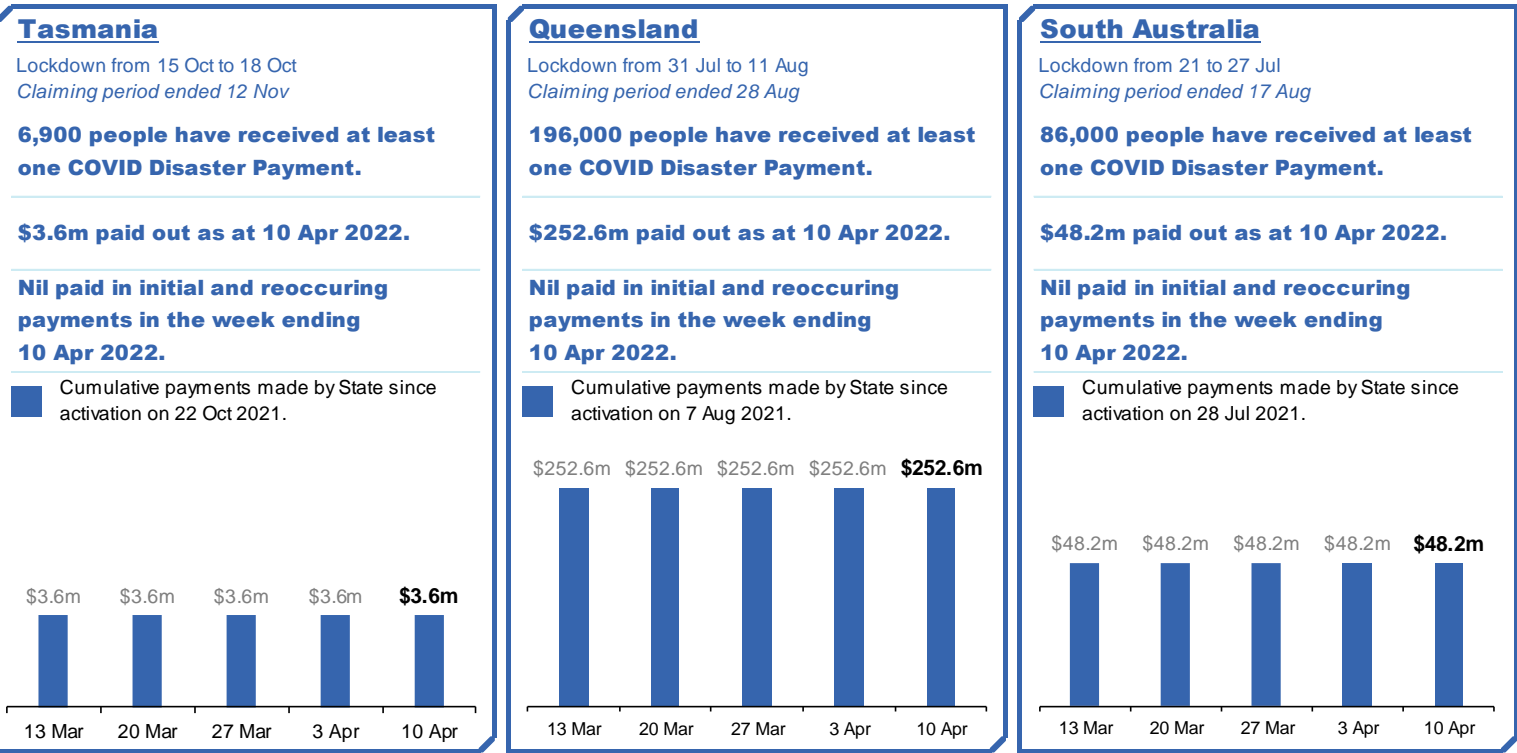 Tasmania
Lockdown from 15 Oct to 18 Oct
Claiming period ended 12 Nov
6,900 people have received at least
one COVID Disaster Payment.
$3.6m paid out as at 10 Apr 2022.
Nil paid in initial and reoccuring
payments in the week ending
10 Apr 2022.
Cumulative payments made by State since
activation on 22 Oct 2021.
$3.6m $3.6m $3.6m $3.6m $3.6m
13 Mar 20 Mar 27 Mar 3 Apr 10 Apr
Queensland
Lockdown from 31 Jul to 11 Aug
Claiming period ended 28 Aug
196,000 people have received at least
one COVID Disaster Payment.
$252.6m paid out as at 10 Apr 2022.
Nil paid in initial and reoccuring
payments in the week ending
10 Apr 2022.
Cumulative payments made by State since
activation on 7 Aug 2021.
$252.6m $252.6m $252.6m $252.6m $252.6m
13 Mar 20 Mar 27 Mar 3 Apr 10 Apr
South Australia
Lockdown from 21 to 27 Jul
Claiming period ended 17 Aug
86,000 people have received at least
one COVID Disaster Payment.
$48.2m paid out as at 10 Apr 2022.
Nil paid in initial and reoccuring
payments in the week ending
10 Apr 2022.
Cumulative payments made by State since
activation on 28 Jul 2021.
$48.2m $48.2m $48.2m $48.2m $48.2m
13 Mar 20 Mar 27 Mar 3 Apr 10 Apr